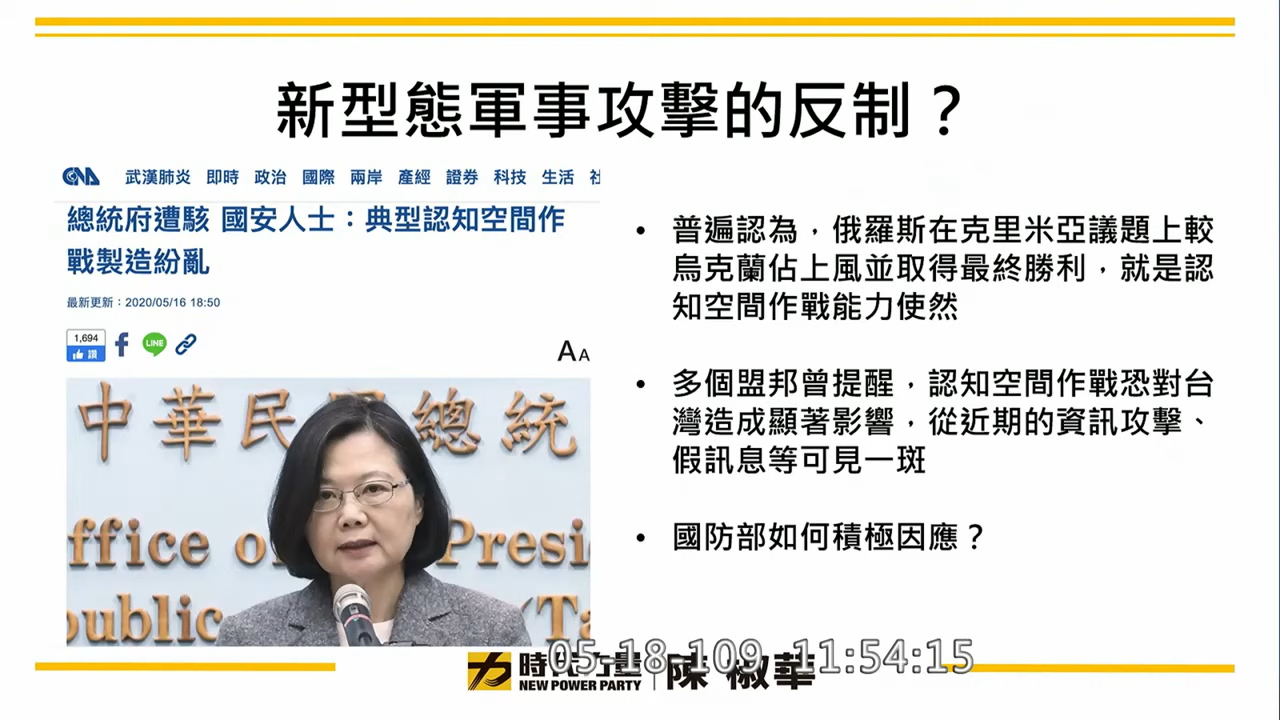 新型態軍事攻擊的反制？
CNA 武漢肺炎 即時 政治 國際 兩岸 產經 證券 科技 生活
總統府遭駭 國安人士：典型認知空間作
戰製造紛亂
最新更新：2020/05/16 18:50
1,694
讚
LINE
AA
中華民國總統
ffice o Presi
public (Ta
• 普遍認為，俄羅斯在克里米亞議題上較
烏克蘭佔上風並取得最終勝利，就是認
知空間作戰能力使然
• 多個盟邦曾提醒，認知空間作戰恐對台
灣造成顯著影響，從近期的資訊攻擊、
假訊息等可見一斑
• 國防部如何積極因應？
時代力量 陳椒華
NEW POWER PARTY
05-18-109 11:54:15